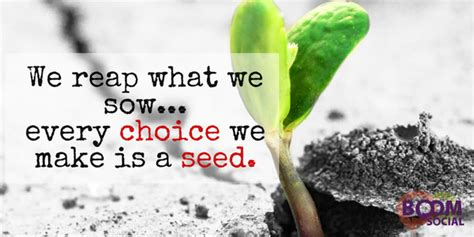 We reap what we
sow...
every choice we
make is a seed.
BOOM
SOCIAL